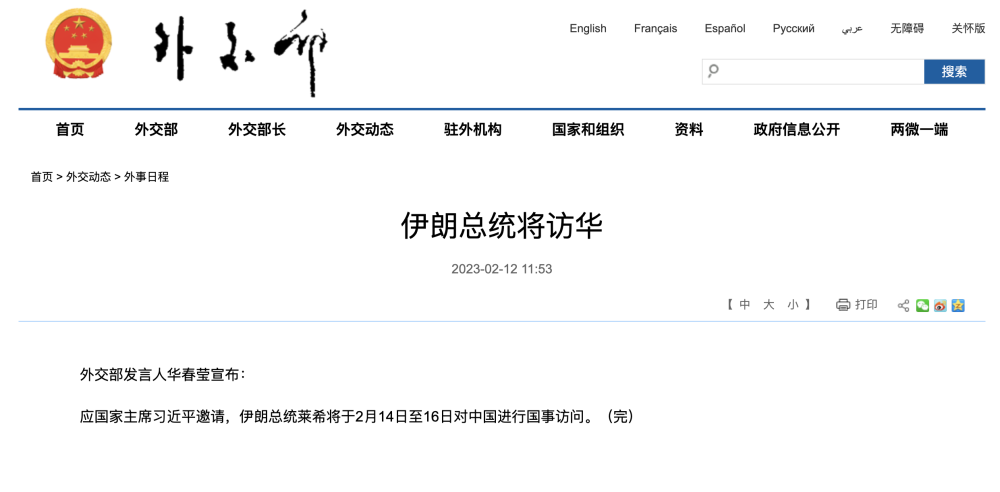 外交部
English Français Español Русский عربي 无障碍 关怀版
搜索
首页 外交部 外交部长 外交动态 驻外机构 国家和组织 资料 政府信息公开 两微一端
首页 > 外交动态 > 外事日程
伊朗总统将访华
2023-02-12 11:53
【 中 大 小 】 打印
外交部发言人华春莹宣布：
应国家主席习近平邀请，伊朗总统莱希将于2月14日至16日对中国进行国事访问。（完）